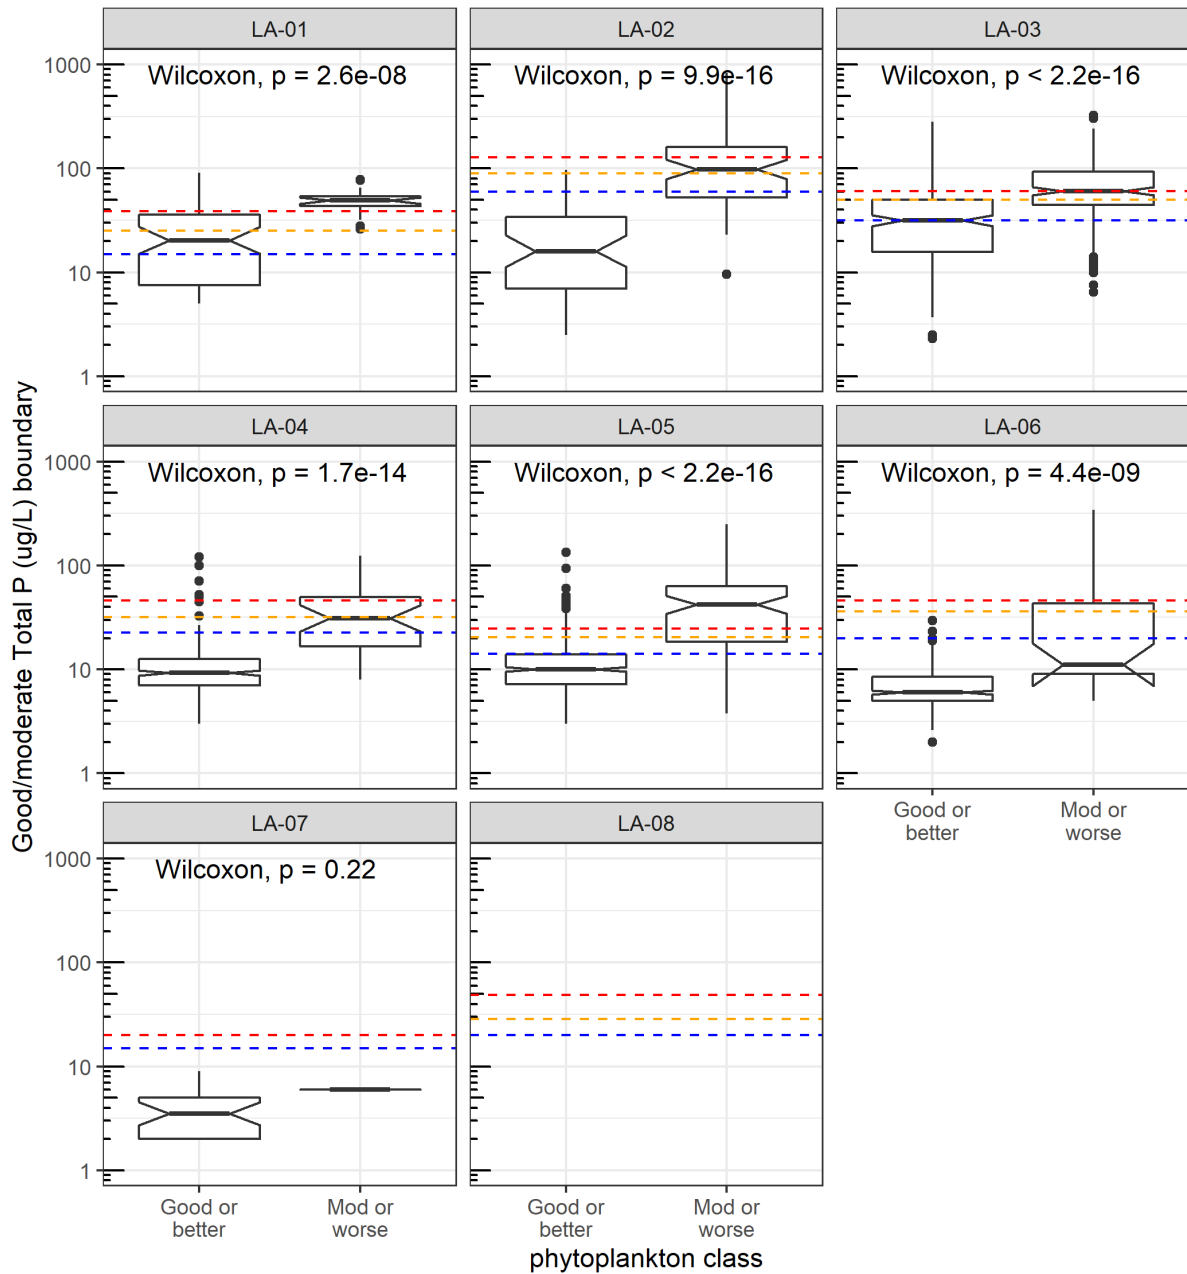 LA-01
LA-02
LA-03
Wilcoxon, p = 2.6e-08
Wilcoxon, p = 9.9e-16
Wilcoxon, p < 2.2e-16
1000
100
10
1
LA-04
LA-05
LA-06
Wilcoxon, p = 1.7e-14
Wilcoxon, p < 2.2e-16
Wilcoxon, p = 4.4e-09
1000
100
10
1
Good or
better
Mod or
worse
LA-07
LA-08
Wilcoxon, p = 0.22
1000
100
10
1
Good or
better
Mod or
worse
Good or
better
Mod or
worse
phytoplankton class
Good/moderate Total P (ug/L) boundary